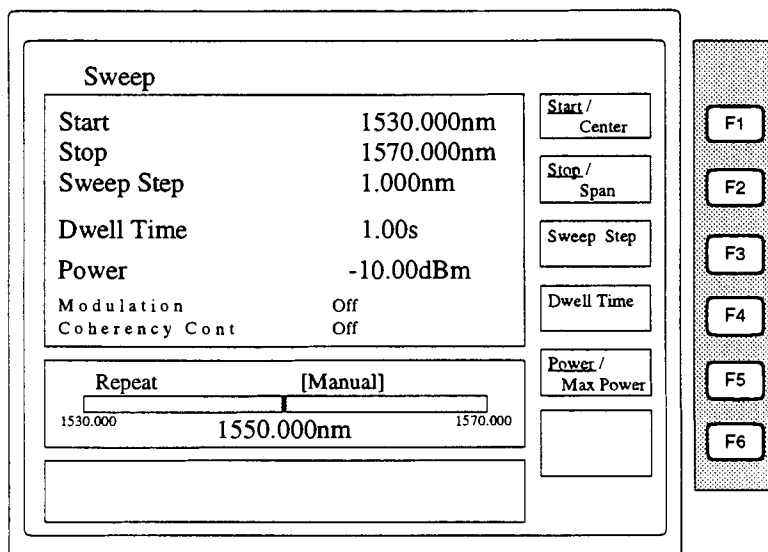 Sweep
Start 1530.000nm
Stop 1570.000nm
Sweep Step 1.000nm
Dwell Time 1.00s
Power -10.00dBm
Modulation Off
Coherency Cont Off
Repeat [Manual]
1530.000 1570.000
1550.000nm
Start /
Center
Stop /
Span
Sweep Step
Dwell Time
Power /
Max Power
F1
F2
F3
F4
F5
F6